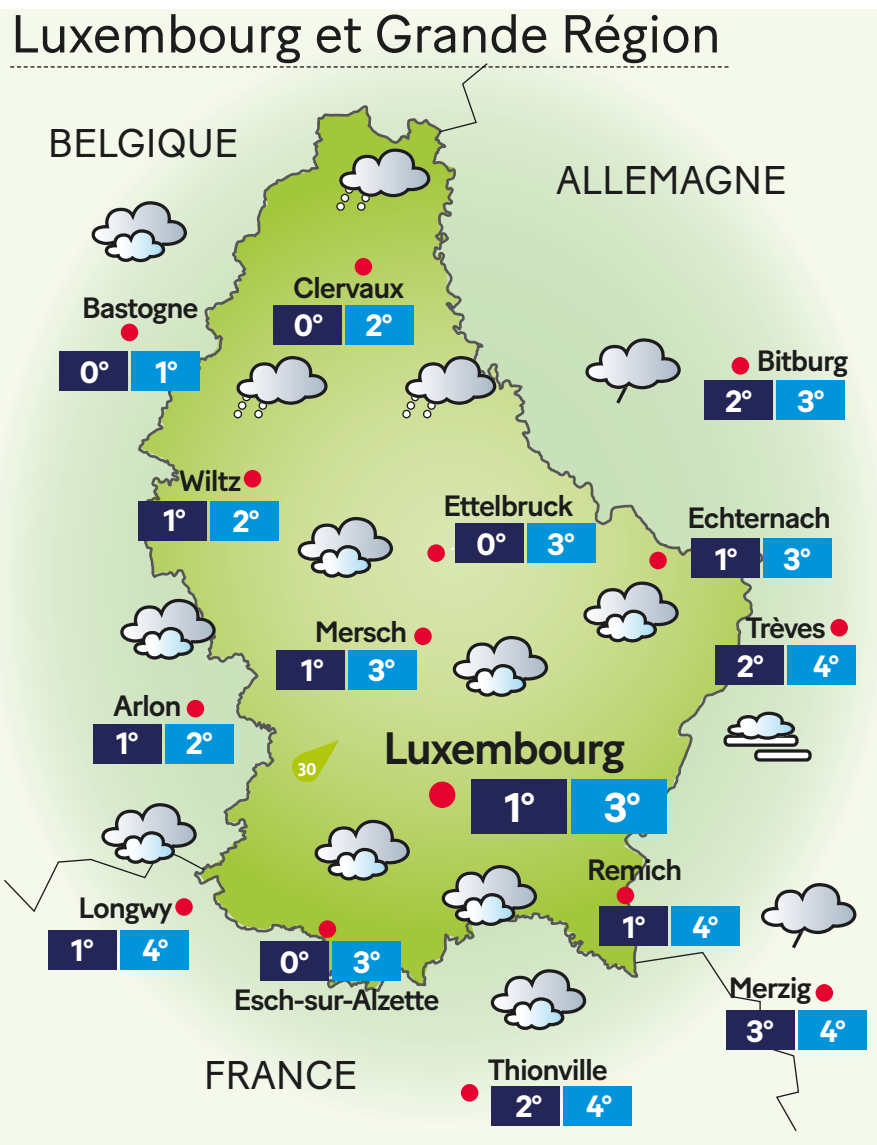 Luxembourg et Grande Région
BELGIQUE
ALLEMAGNE
Clervaux
0° 2°
Bastogne
0° 1°
Bitburg
2° 3°
Wiltz
1° 2°
Ettelbruck
0° 3°
Echternach
1° 3°
Mersch
1° 3°
Trèves
2° 4°
Arlon
1° 2°
30
Luxembourg
1° 3°
Remich
1° 4°
Longwy
1° 4°
0° 3°
Esch-sur-Alzette
Merzig
3° 4°
FRANCE
Thionville
2° 4°